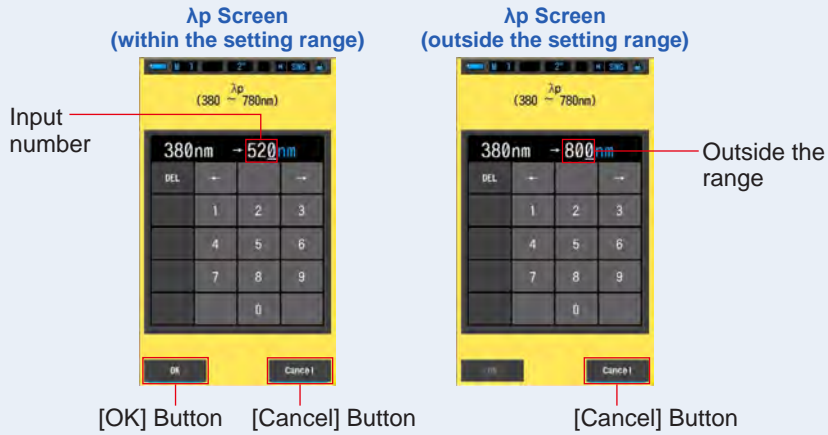 λp Screen
(within the setting range)
λp
(380 ~ 780nm)
Input
number
380nm →520nm
DEL ← →
1 2 3
4 5 6
7 8 9
0
OK Cancel
[OK] Button [Cancel] Button
λp Screen
(outside the setting range)
λp
(380 ~ 780nm)
380nm →800nm
Outside the
range
DEL ← →
1 2 3
4 5 6
7 8 9
0
OK Cancel
[Cancel] Button